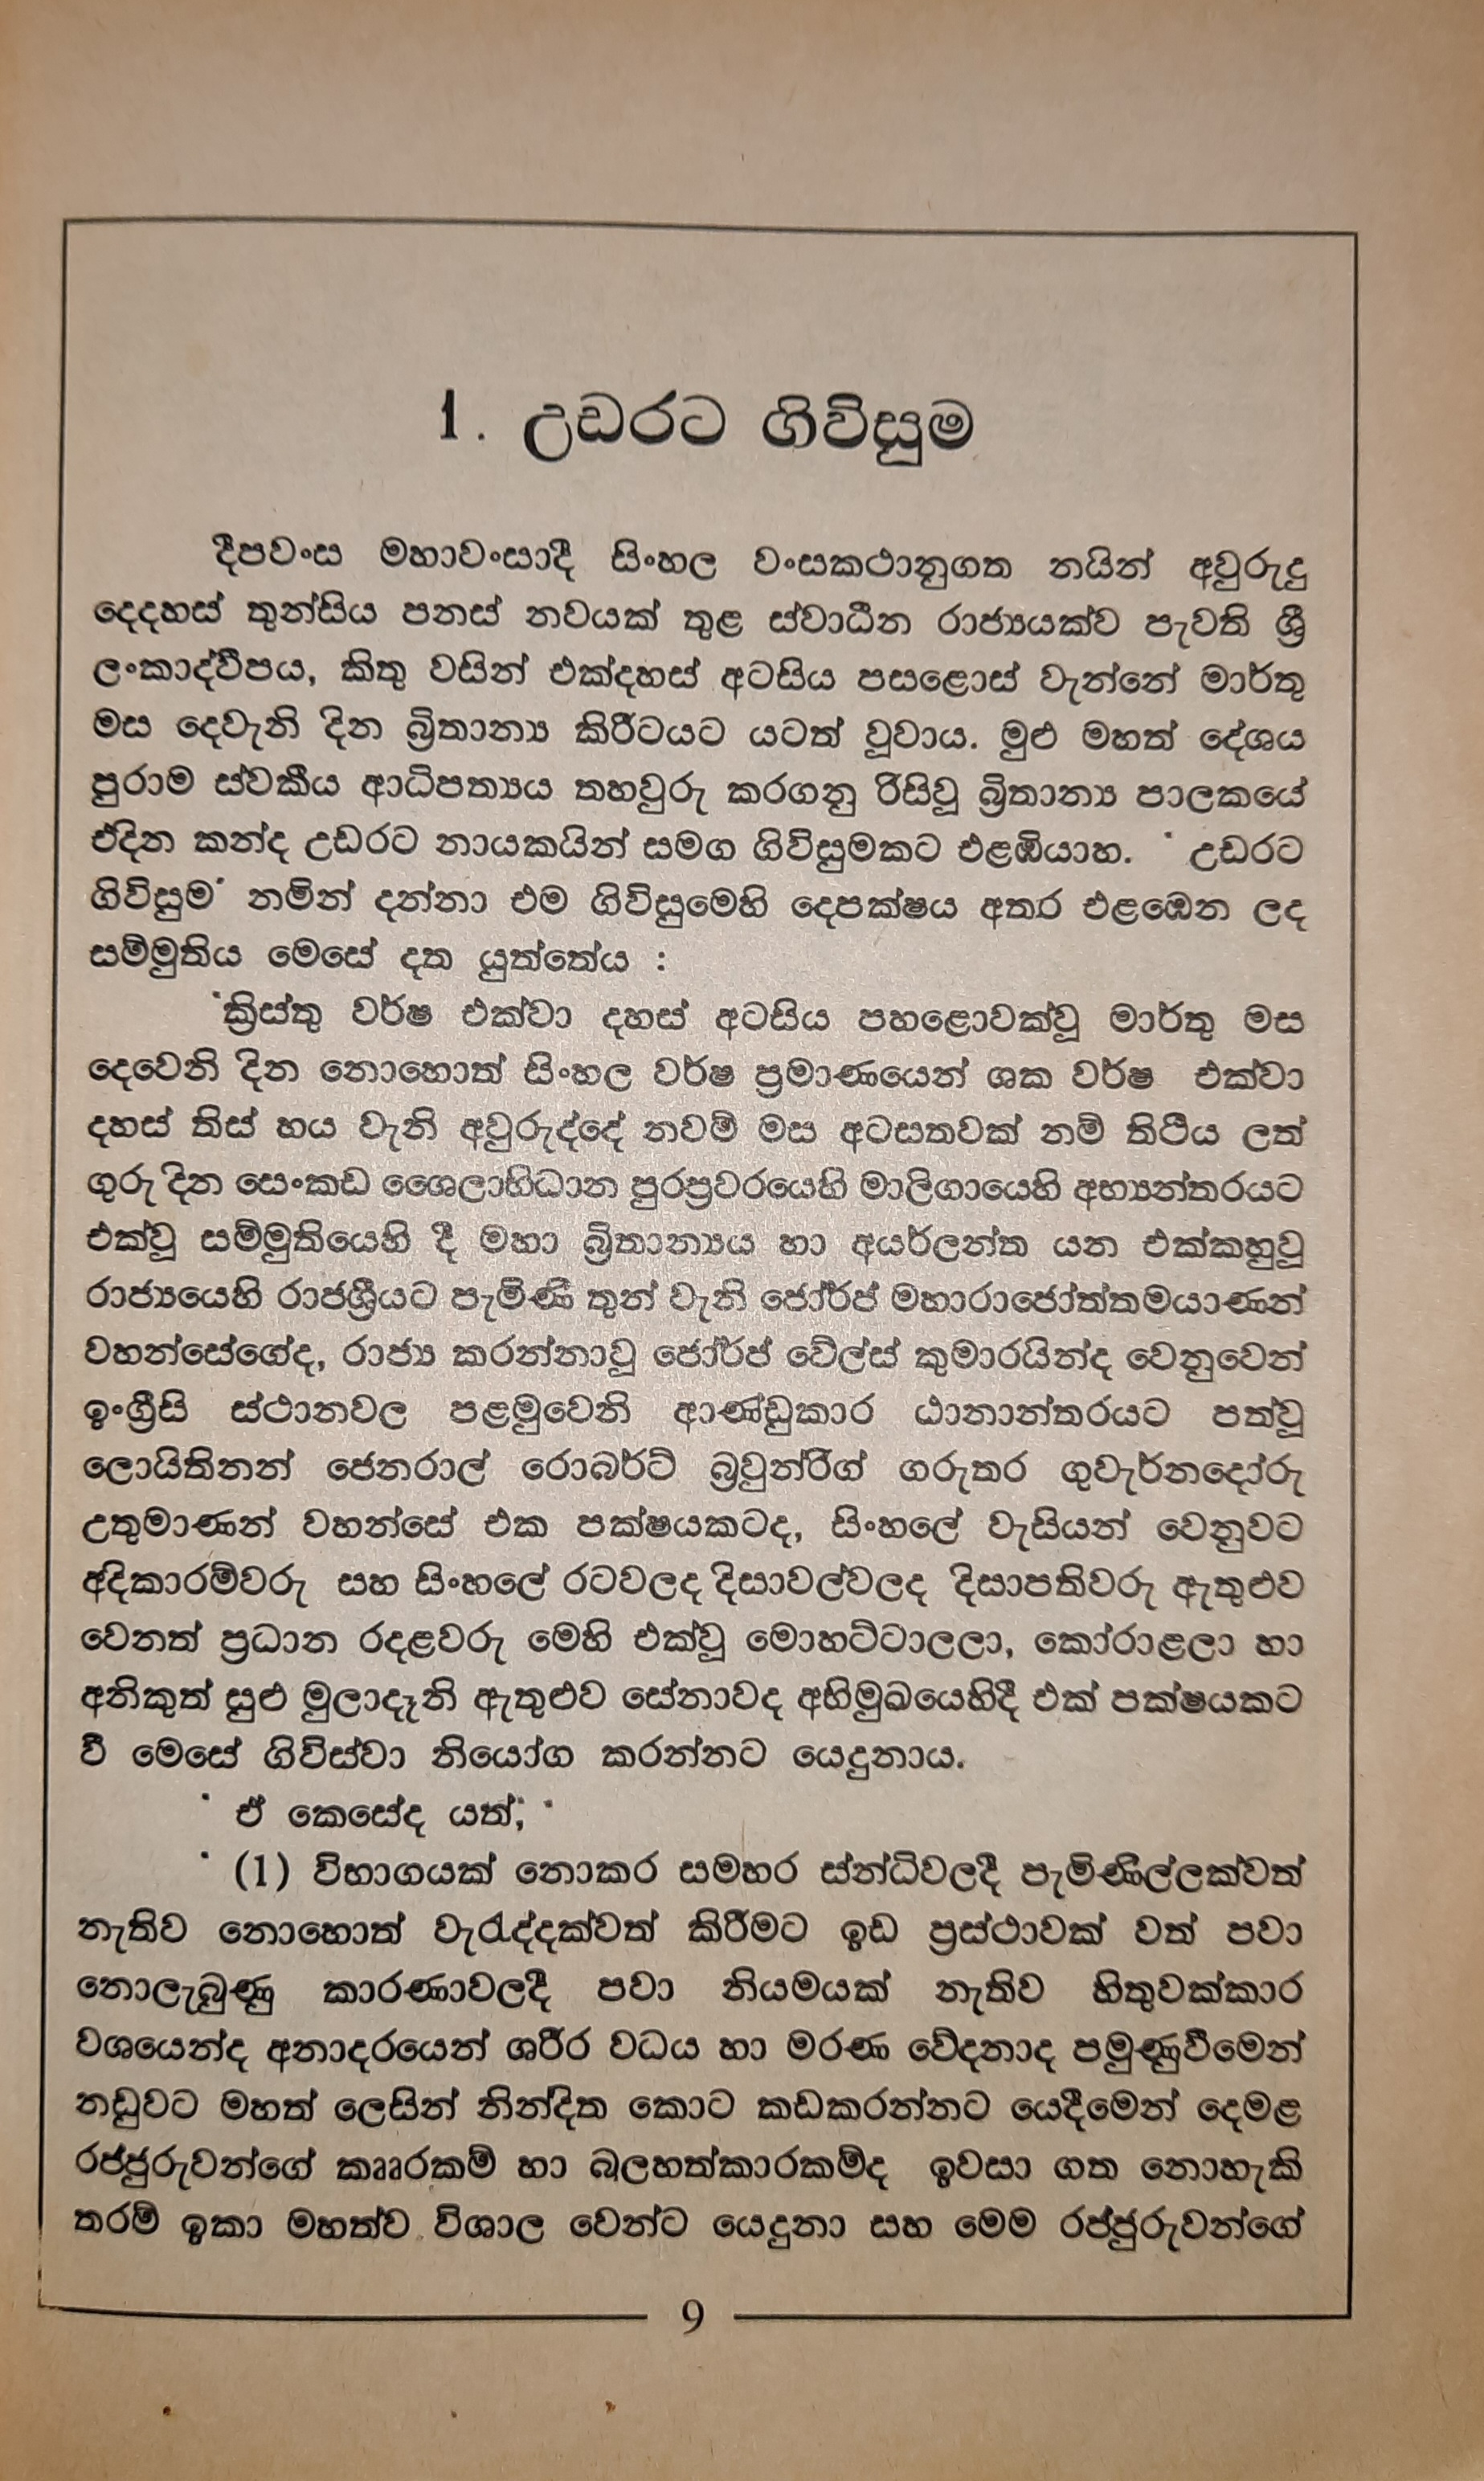 1. උඩරට ගිවිසුම
දීපවංස මහාවංසාදී සිංහල වංසකථානුගත නයින් අවුරුදු
දෙදහස් තුන්සිය පනස් නවයක් තුළ ස්වාධීන රාජ්‍යයක්ව පැවති ශ්‍රී
ලංකාද්වීපය, කිතු වසින් එක්දහස් අටසිය පසළොස් වැන්නේ මාර්තු
මස දෙවැනි දින බ්‍රිතාන්‍ය කිරීටයට යටත් වූවාය. මුළු මහත් දේශය
පුරාම ස්වකීය ආධිපත්‍යය තහවුරු කරගනු රිසිවූ බ්‍රිතාන්‍ය පාලකයේ
එදින කන්ද උඩරට නායකයින් සමග ගිවිසුමකට එළඹියාහ. ' උඩරට
ගිවිසුම' නමින් දන්නා එම ගිවිසුමෙහි දෙපක්ෂය අතර එළඹෙන ලද
සම්මුතිය මෙසේ දත යුත්තේය :
'ක්‍රිස්තු වර්ෂ එක්වා දහස් අටසිය පහළොවක්වූ මාර්තු මස
දෙවෙනි දින නොහොත් සිංහල වර්ෂ ප්‍රමාණයෙන් ශක වර්ෂ එක්වා
දහස් තිස් හය වැනි අවුරුද්දේ නවම් මස අටසතවක් නම් තිථිය ලත්
ගුරු දින සෙංකඩ ශෛලාභිධාන පුරප්‍රවරයෙහි මාලිගායෙහි අභ්‍යන්තරයට
එක්වූ සම්මුතියෙහි දී මහා බ්‍රිතාන්‍යය හා අයර්ලන්ත යන එක්කහුවූ
රාජ්‍යයෙහි රාජශ්‍රීයට පැමිණි තුන් වැනි ජෝර්ජ් මහාරාජෝත්තමයාණන්
වහන්සේගේද, රාජ්‍ය කරන්නාවූ ජෝර්ජ් වේල්ස් කුමාරයින්ද වෙනුවෙන්
ඉංග්‍රීසි ස්ථානවල පළමුවෙනි ආණ්ඩුකාර ඨානාන්තරයට පත්වූ
ලොයිතිනන් ජෙනරාල් රොබර්ට් බ්‍රවුන්රිග් ගරුතර ගුවැර්නදෝරු
උතුමාණන් වහන්සේ එක පක්ෂයකටද, සිංහලේ වැසියන් වෙනුවට
අදිකාරම්වරු සහ සිංහලේ රටවලද දිසාවල්වලද දිසාපතිවරු ඇතුළුව
වෙනත් ප්‍රධාන රදළවරු මෙහි එක්වූ මොහට්ටාලලා, කෝරාළලා හා
අනිකුත් සුළු මුලාදෑනි ඇතුළුව සේනාවද අභිමුඛයෙහිදී එක් පක්ෂයකට
වී මෙසේ ගිවිස්වා නියෝග කරන්නට යෙදුනාය.
' ඒ කෙසේද යත්, '
' (1) විභාගයක් නොකර සමහර ස්න්ධිවලදී පැමිණිල්ලක්වත්
නැතිව නොහොත් වැරැද්දක්වත් කිරීමට ඉඩ ප්‍රස්ථාවක් වත් පවා
නොලැබුණු කාරණාවලදී පවා නියමයක් නැතිව හිතුවක්කාර
වශයෙන්ද අනාදරයෙන් ශරීර වධය හා මරණ වේදනාද පමුණුවීමෙන්
නඩුවට මහත් ලෙසින් නින්දිත කොට කඩකරන්නට යෙදීමෙන් දෙමළ
රජ්ජුරුවන්ගේ කෲරකම් හා බලහත්කාරකම්ද ඉවසා ගත නොහැකි
තරම් ඉකා මහත්ව විශාල වෙන්ට යෙදුනා සහ මෙම රජ්ජුරුවන්ගේ
9